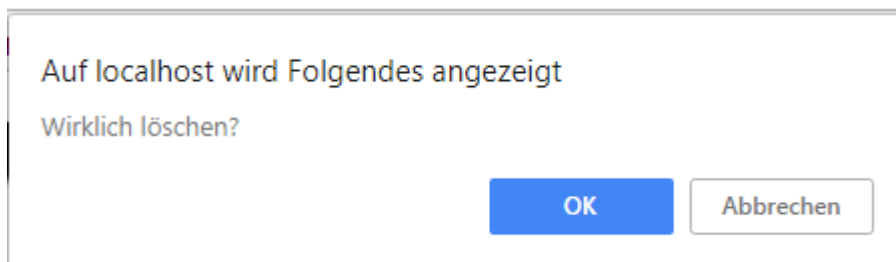 Auf localhost wird Folgendes angezeigt
Wirklich löschen?
OK
Abbrechen